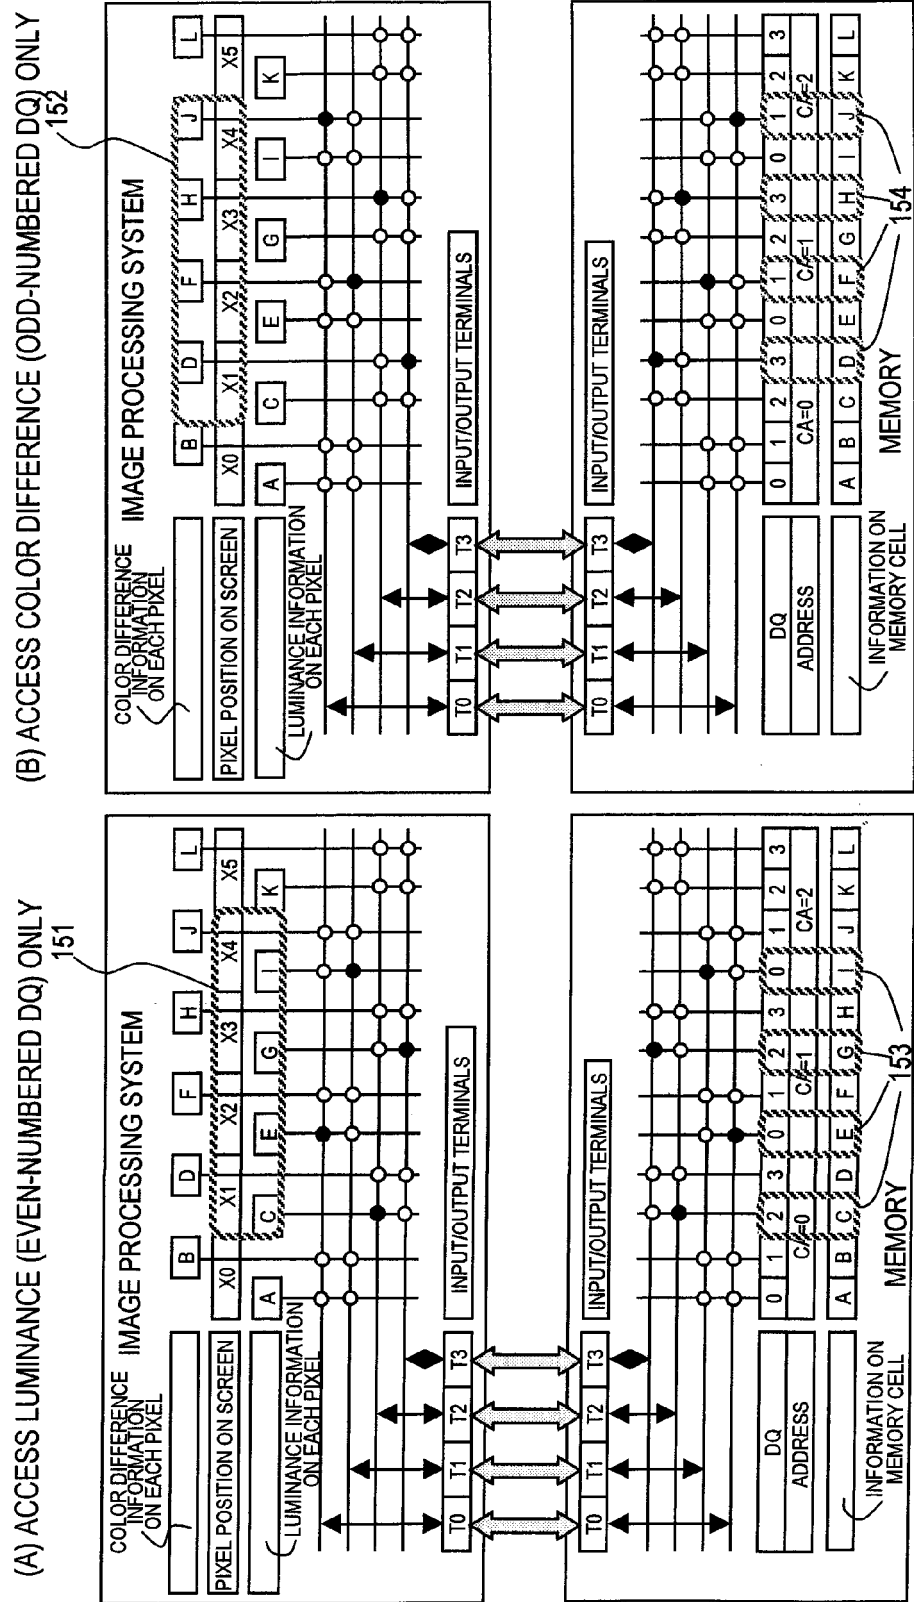 (A) ACCESS LUMINANCE (EVEN-NUMBERED DQ) ONLY
151
COLOR DIFFERENCE
INFORMATION
ON EACH PIXEL
IMAGE PROCESSING SYSTEM
B D F H J L
PIXEL POSITION ON SCREEN
X0 X1 X2 X3 X4 X5
A C E G I K
LUMINANCE INFORMATION
ON EACH PIXEL
T0 T1 T2 T3
INPUT/OUTPUT TERMINALS
T0 T1 T2 T3
INPUT/OUTPUT TERMINALS
DQ
0 1 2 3 0 1 2 3 0 1 2 3
ADDRESS
CA=0 CA=1 CA=2
A B C D E F G H I J K L
INFORMATION ON
MEMORY CELL
MEMORY
153
(B) ACCESS COLOR DIFFERENCE (ODD-NUMBERED DQ) ONLY
152
COLOR DIFFERENCE
INFORMATION
ON EACH PIXEL
IMAGE PROCESSING SYSTEM
B D F H J L
PIXEL POSITION ON SCREEN
X0 X1 X2 X3 X4 X5
A C E G I K
LUMINANCE INFORMATION
ON EACH PIXEL
T0 T1 T2 T3
INPUT/OUTPUT TERMINALS
T0 T1 T2 T3
INPUT/OUTPUT TERMINALS
DQ
0 1 2 3 0 1 2 3 0 1 2 3
ADDRESS
CA=0 CA=1 CA=2
A B C D E F G H I J K L
INFORMATION ON
MEMORY CELL
MEMORY
154